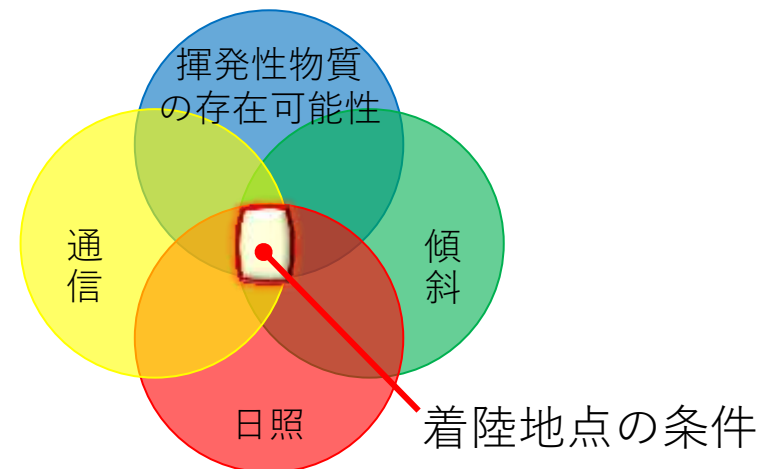 揮発性物質
の存在可能性
通信
傾斜
日照
着陸地点の条件